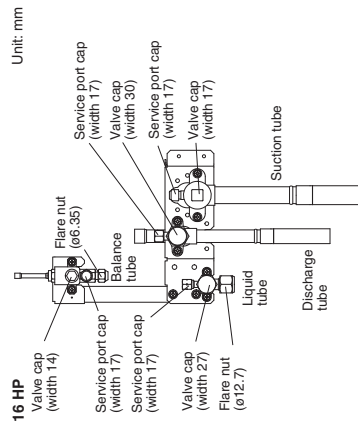 16 HP
Unit: mm
Valve cap
(width 14)
Service port cap
(width 17)
Service port cap
(width 17)
Valve cap
(width 27)
Flare nut
(ø12.7)
Flare nut
(ø6.35)
Balance
tube
Liquid
tube
Discharge
tube
Service port cap
(width 17)
Valve cap
(width 30)
Service port cap
(width 17)
Valve cap
(width 17)
Suction tube